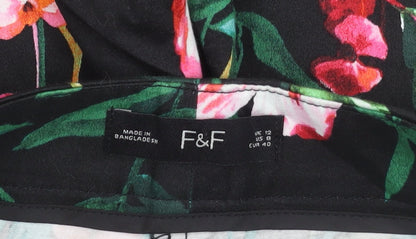 MADE IN
BANGLADESH
F&F
UK 12
US 8
EUR 40